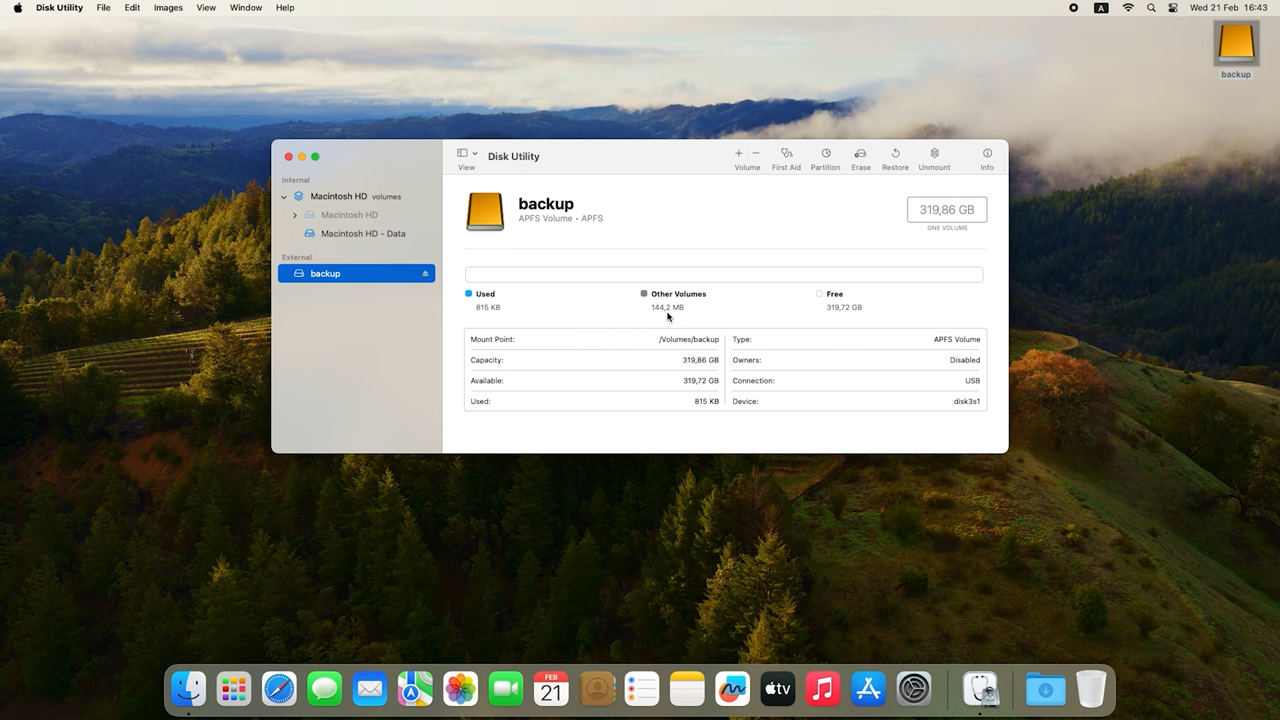 Disk Utility File Edit Images View Window Help A Wed 21 Feb 16:43
backup
View Disk Utility Volume First Aid Partition Erase Restore Unmount Info
Internal
Macintosh HD volumes
Macintosh HD
Macintosh HD - Data
External
backup
backup
APFS Volume • APFS
319,86 GB
ONE VOLUME
Used
815 KB
Other Volumes
144,2 MB
Free
319,72 GB
Mount Point: /Volumes/backup
Capacity: 319,86 GB
Available: 319,72 GB
Used: 815 KB
Type: APFS Volume
Owners: Disabled
Connection: USB
Device: disk3s1
FEB
21
tv